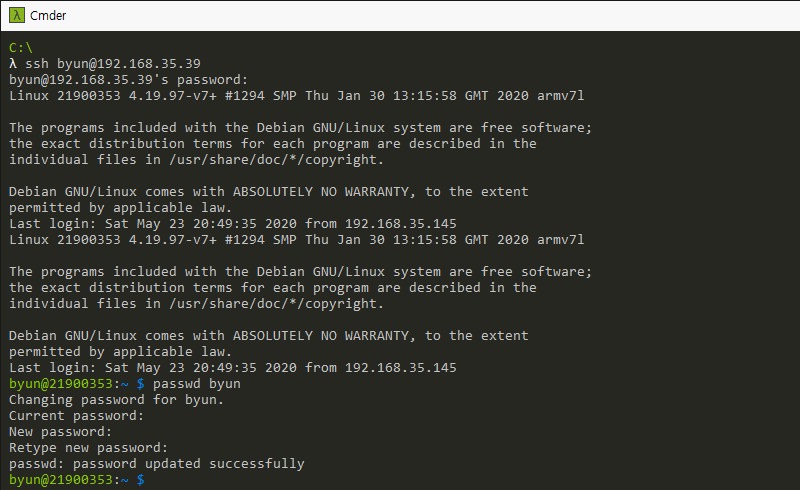 λ Cmder
C:\
λ ssh byun@192.168.35.39
byun@192.168.35.39's password:
Linux 21900353 4.19.97-v7+ #1294 SMP Thu Jan 30 13:15:58 GMT 2020 armv7l
The programs included with the Debian GNU/Linux system are free software;
the exact distribution terms for each program are described in the
individual files in /usr/share/doc/*/copyright.
Debian GNU/Linux comes with ABSOLUTELY NO WARRANTY, to the extent
permitted by applicable law.
Last login: Sat May 23 20:49:35 2020 from 192.168.35.145
Linux 21900353 4.19.97-v7+ #1294 SMP Thu Jan 30 13:15:58 GMT 2020 armv7l
The programs included with the Debian GNU/Linux system are free software;
the exact distribution terms for each program are described in the
individual files in /usr/share/doc/*/copyright.
Debian GNU/Linux comes with ABSOLUTELY NO WARRANTY, to the extent
permitted by applicable law.
Last login: Sat May 23 20:49:35 2020 from 192.168.35.145
byun@21900353:~ $ passwd byun
Changing password for byun.
Current password:
New password:
Retype new password:
passwd: password updated successfully
byun@21900353:~ $